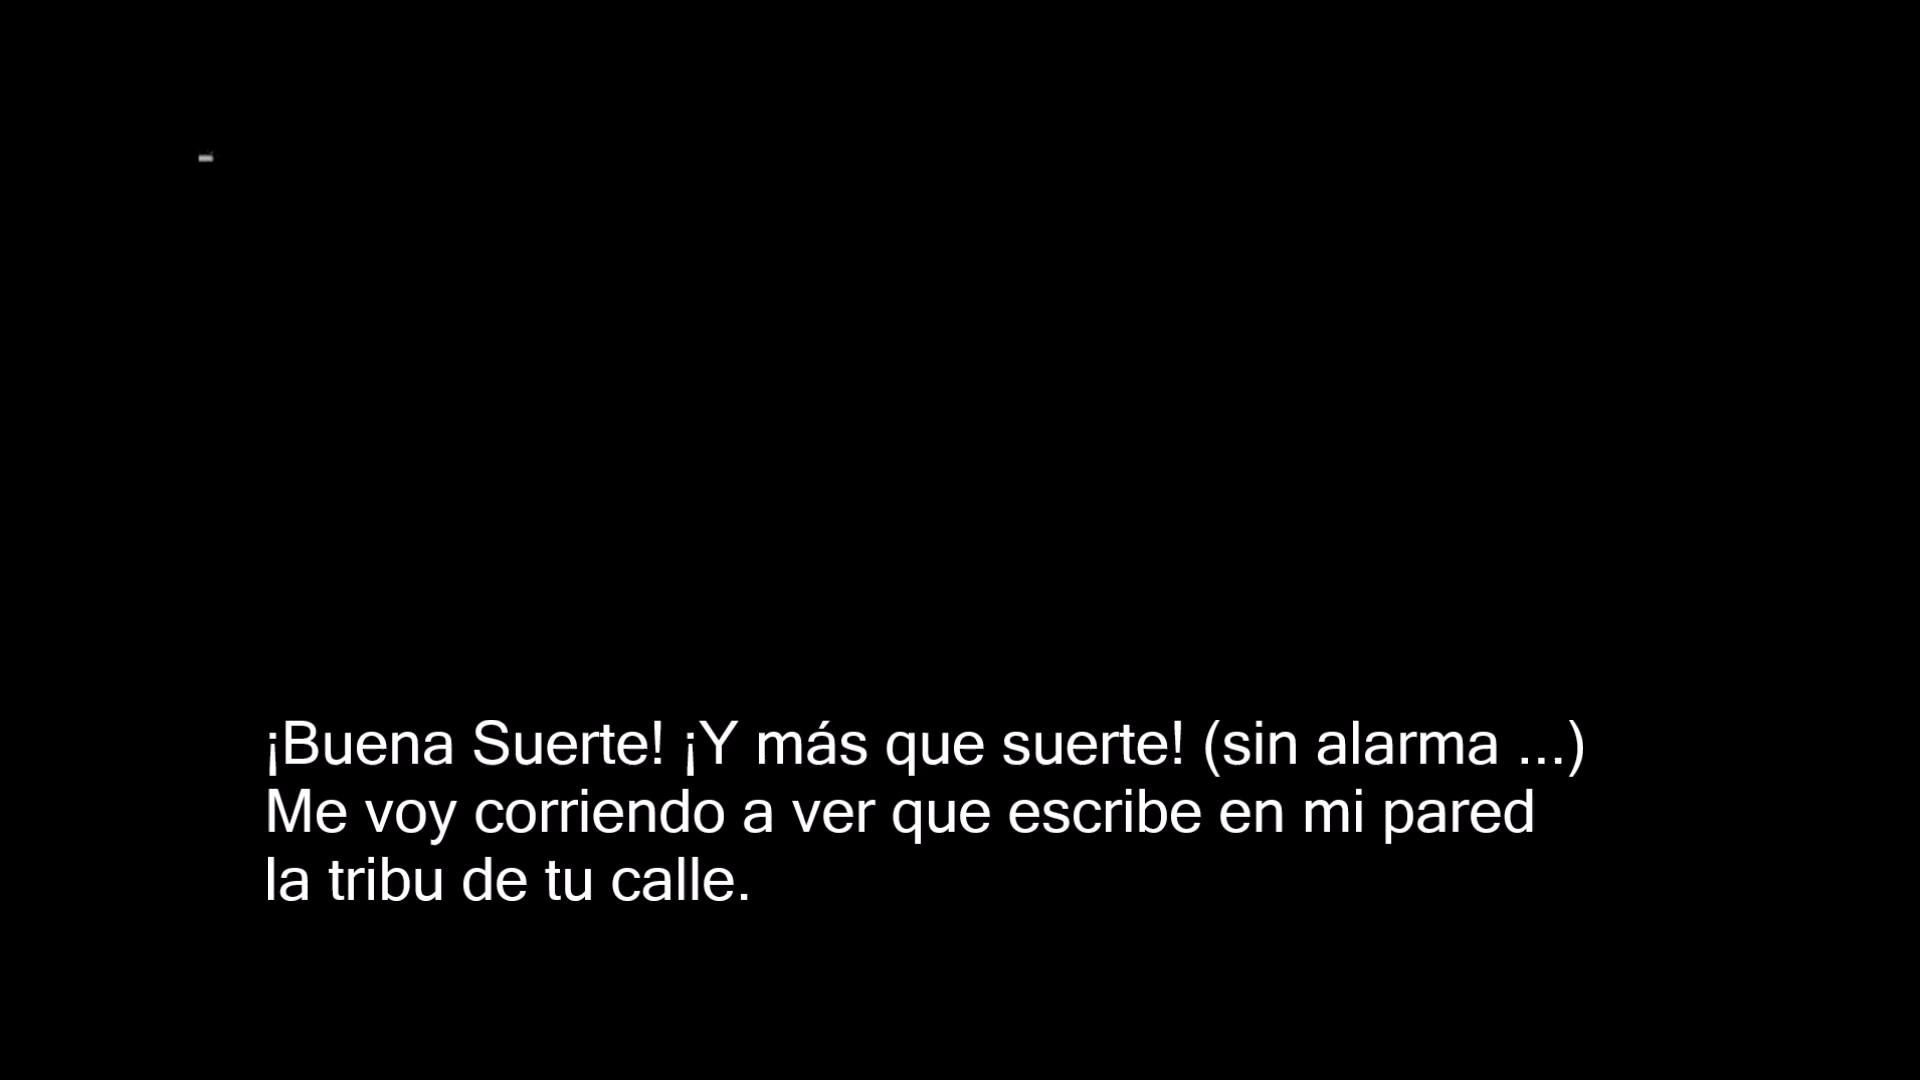 ¡Buena Suerte! ¡Y más que suerte! (sin alarma ...)
Me voy corriendo a ver que escribe en mi pared
la tribu de tu calle.